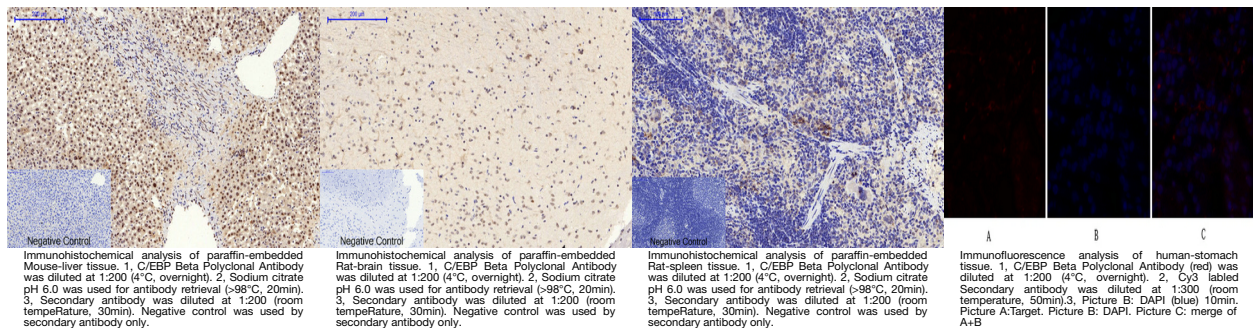 200 μm
Negative Control
Immunohistochemical analysis of paraffin-embedded
Mouse-liver tissue. 1, C/EBP Beta Polyclonal Antibody
was diluted at 1:200 (4°C, overnight). 2, Sodium citrate
pH 6.0 was used for antibody retrieval (>98°C, 20min).
3, Secondary antibody was diluted at 1:200 (room
tempeRature, 30min). Negative control was used by
secondary antibody only.
200 μm
Negative Control
Immunohistochemical analysis of paraffin-embedded
Rat-brain tissue. 1, C/EBP Beta Polyclonal Antibody
was diluted at 1:200 (4°C, overnight). 2, Sodium citrate
pH 6.0 was used for antibody retrieval (>98°C, 20min).
3, Secondary antibody was diluted at 1:200 (room
tempeRature, 30min). Negative control was used by
secondary antibody only.
Negative Control
Immunohistochemical analysis of paraffin-embedded
Rat-spleen tissue. 1, C/EBP Beta Polyclonal Antibody
was diluted at 1:200 (4°C, overnight). 2, Sodium citrate
pH 6.0 was used for antibody retrieval (>98°C, 20min).
3, Secondary antibody was diluted at 1:200 (room
tempeRature, 30min). Negative control was used by
secondary antibody only.
A B C
Immunofluorescence analysis of human-stomach
tissue. 1, C/EBP Beta Polyclonal Antibody (red) was
diluted at 1:200 (4°C, overnight). 2, Cy3 labled
Secondary antibody was diluted at 1:300 (room
temperature, 50min).3, Picture B: DAPI (blue) 10min.
Picture A:Target. Picture B: DAPI. Picture C: merge of
A+B